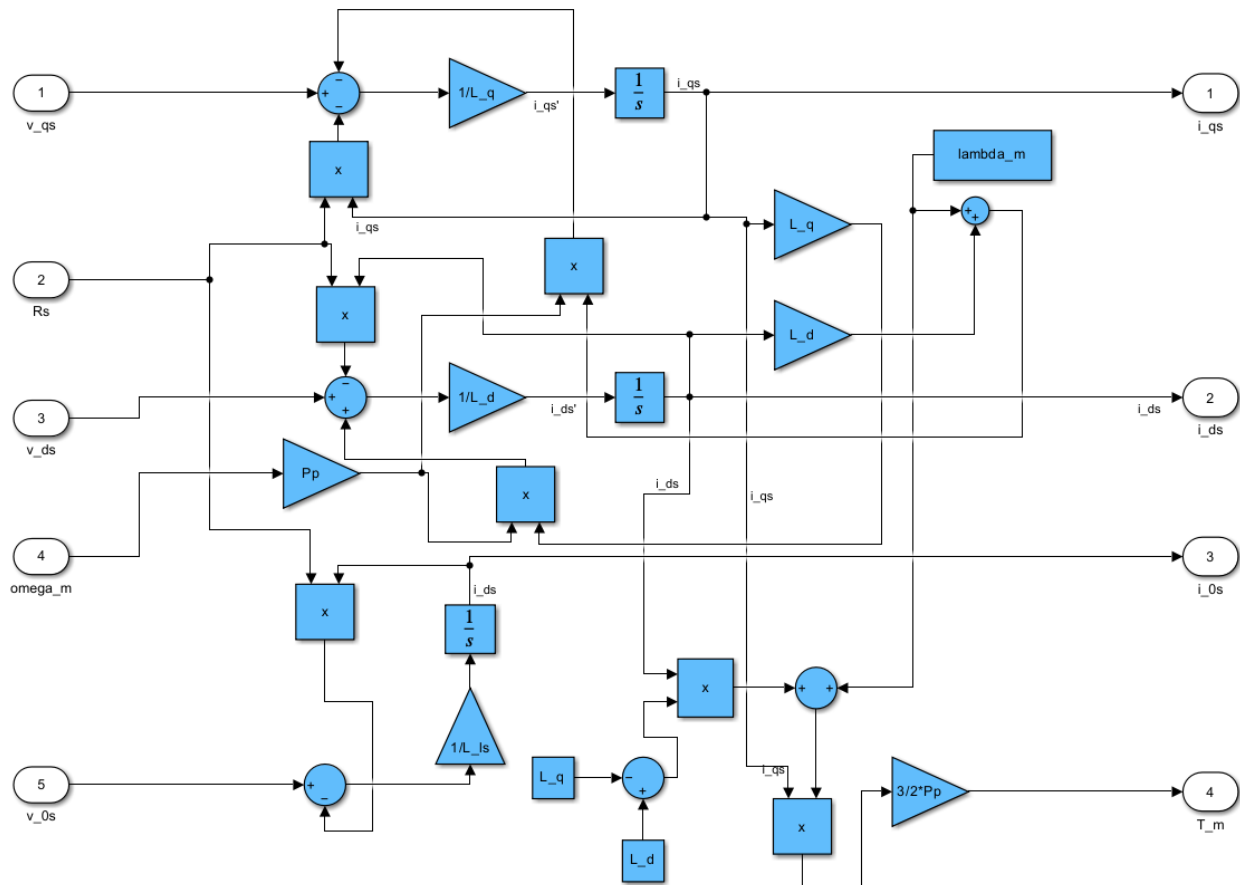 1
v_qs
+
−
−
x
1/L_q
i_qs'
1
s
i_qs
1
i_qs
lambda_m
+
+
i_qs
L_q
2
Rs
x
x
L_d
3
v_ds
+
−
+
1/L_d
i_ds'
1
s
i_ds
2
i_ds
Pp
x
i_ds
i_qs
4
omega_m
3
i_0s
x
i_ds
1
s
x
+
+
1/L_ls
5
v_0s
+
−
L_q
−
+
i_qs
3/2*Pp
4
T_m
x
L_d